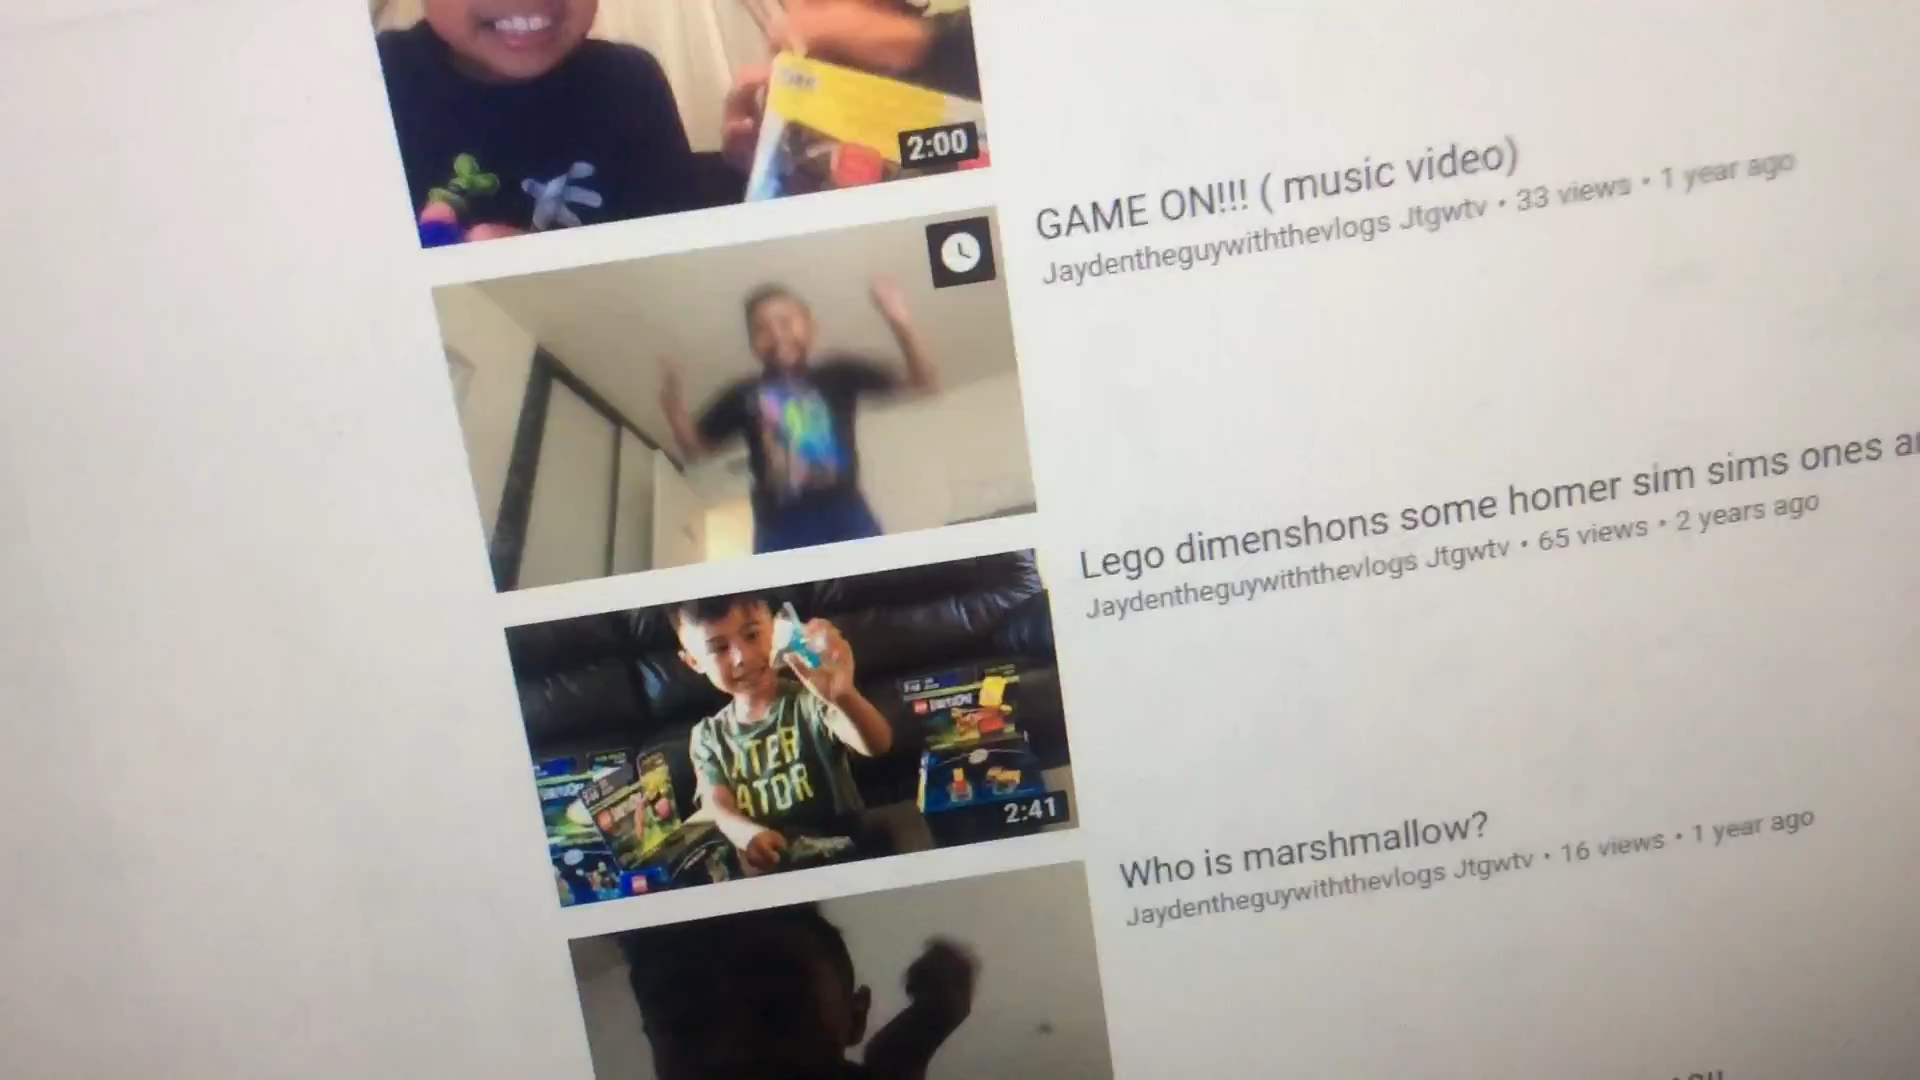 2:00
GAME ON!!! ( music video)
Jaydentheguywiththevlogs Jtgwtv • 33 views • 1 year ago
Lego dimenshons some homer sim sims ones
Jaydentheguywiththevlogs Jtgwtv • 65 views • 2 years ago
ATER
ATOR
2:41
Who is marshmallow?
Jaydentheguywiththevlogs Jtgwtv • 16 views • 1 year ago